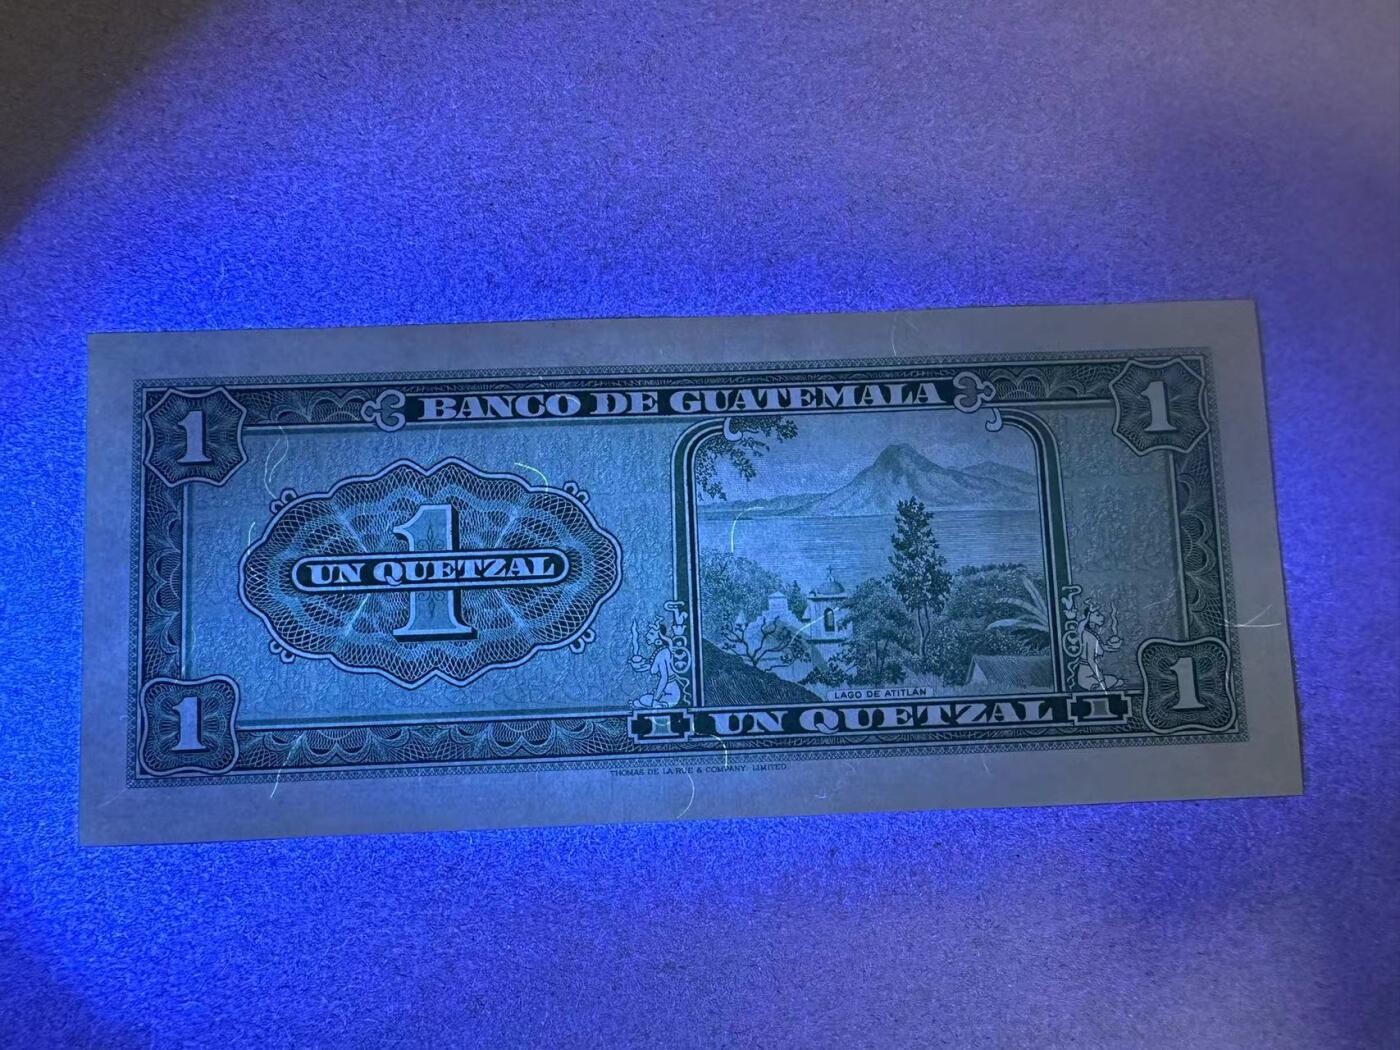 1 BANCO DE GUATEMALA 1
1
UN QUETZAL
LAGO DE ATITLÁN
1 1 UN QUETZAL 1 1
THOMAS DE LA RUE & COMPANY, LIMITED.